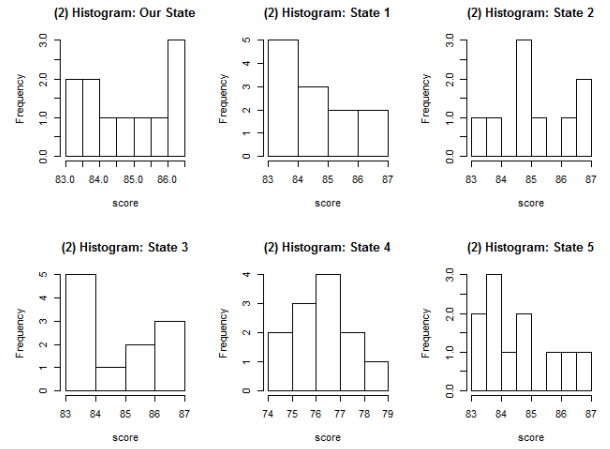 (2) Histogram: Our State
Frequency
0.0 1.0 2.0 3.0
83.0 84.0 85.0 86.0
score
(2) Histogram: State 1
Frequency
0 1 2 3 4 5
83 84 85 86 87
score
(2) Histogram: State 2
Frequency
0.0 1.0 2.0 3.0
83 84 85 86 87
score
(2) Histogram: State 3
Frequency
0 1 2 3 4 5
83 84 85 86 87
score
(2) Histogram: State 4
Frequency
0 1 2 3 4
74 75 76 77 78 79
score
(2) Histogram: State 5
Frequency
0.0 1.0 2.0 3.0
83 84 85 86 87
score